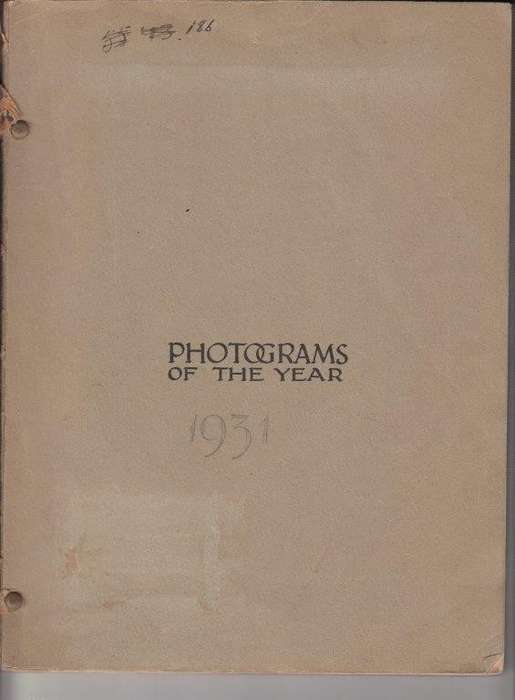 186
PHOTOGRAMS
OF THE YEAR
1931